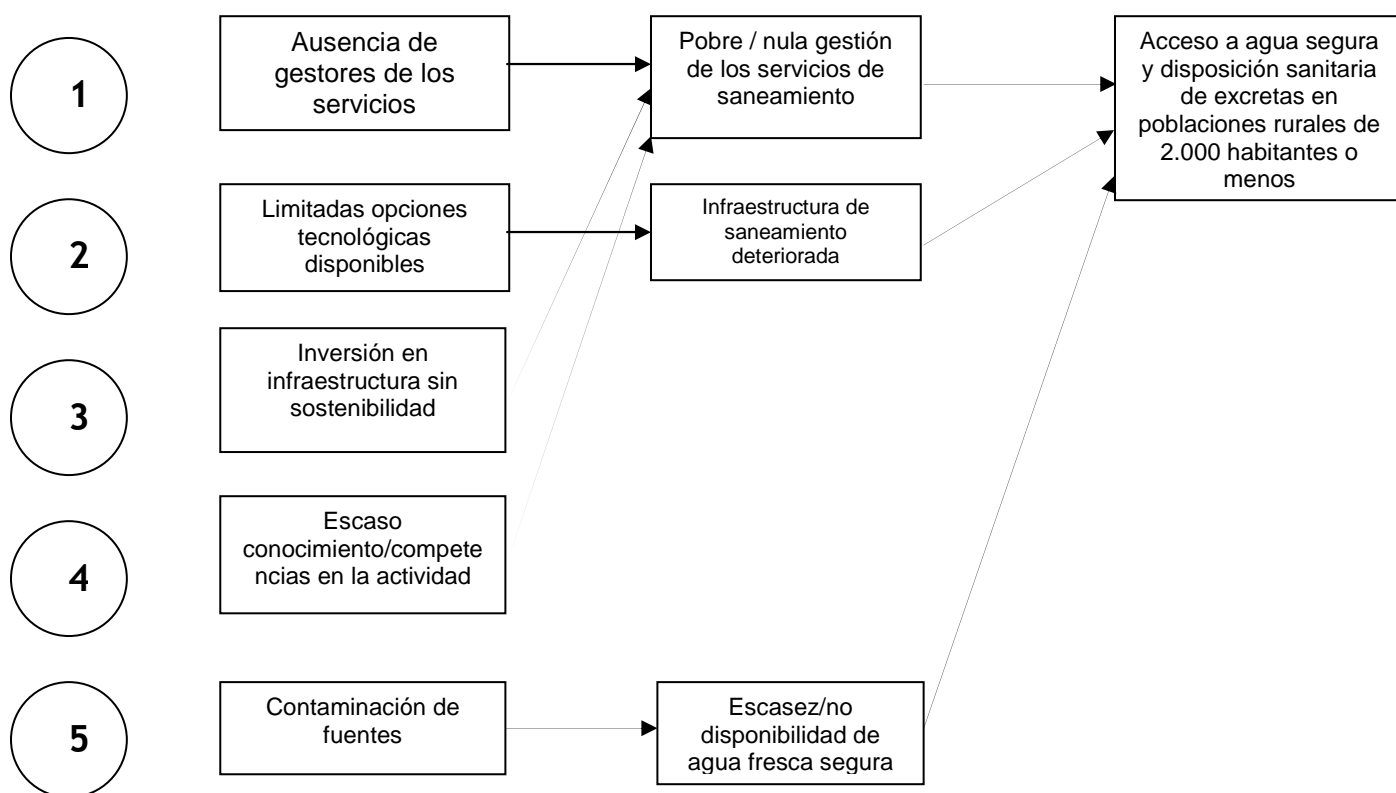 1
Ausencia de
gestores de los
servicios
Pobre / nula gestión
de los servicios de
saneamiento
Acceso a agua segura
y disposición sanitaria
de excretas en
poblaciones rurales de
2.000 habitantes o
menos
2
Limitadas opciones
tecnológicas
disponibles
Infraestructura de
saneamiento
deteriorada
3
Inversión en
infraestructura sin
sostenibilidad
4
Escaso
conocimiento/compete
ncias en la actividad
5
Contaminación de
fuentes
Escasez/no
disponibilidad de
agua fresca segura